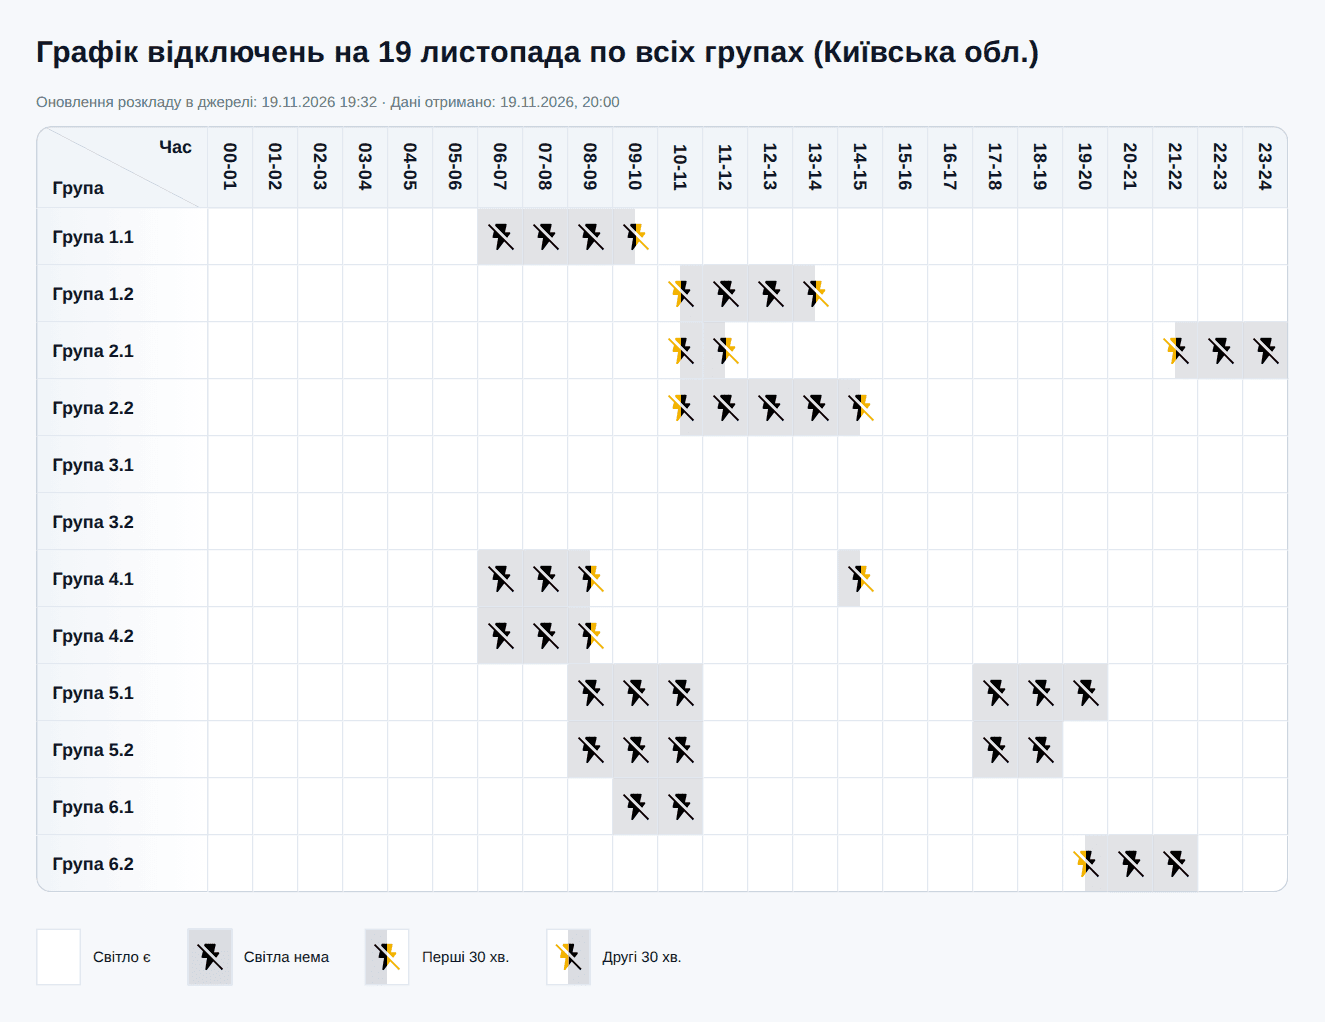 Графік відключень на 19 листопада по всіх групах (Київська обл.)
Оновлення розкладу в джерелі: 19.11.2026 19:32 · Дані отримано: 19.11.2026, 20:00
Час
Група
00-01 01-02 02-03 03-04 04-05 05-06 06-07 07-08 08-09 09-10 10-11 11-12 12-13 13-14 14-15 15-16 16-17 17-18 18-19 19-20 20-21 21-22 22-23 23-24
Група 1.1
Група 1.2
Група 2.1
Група 2.2
Група 3.1
Група 3.2
Група 4.1
Група 4.2
Група 5.1
Група 5.2
Група 6.1
Група 6.2
Світло є Світла нема Перші 30 хв. Другі 30 хв.